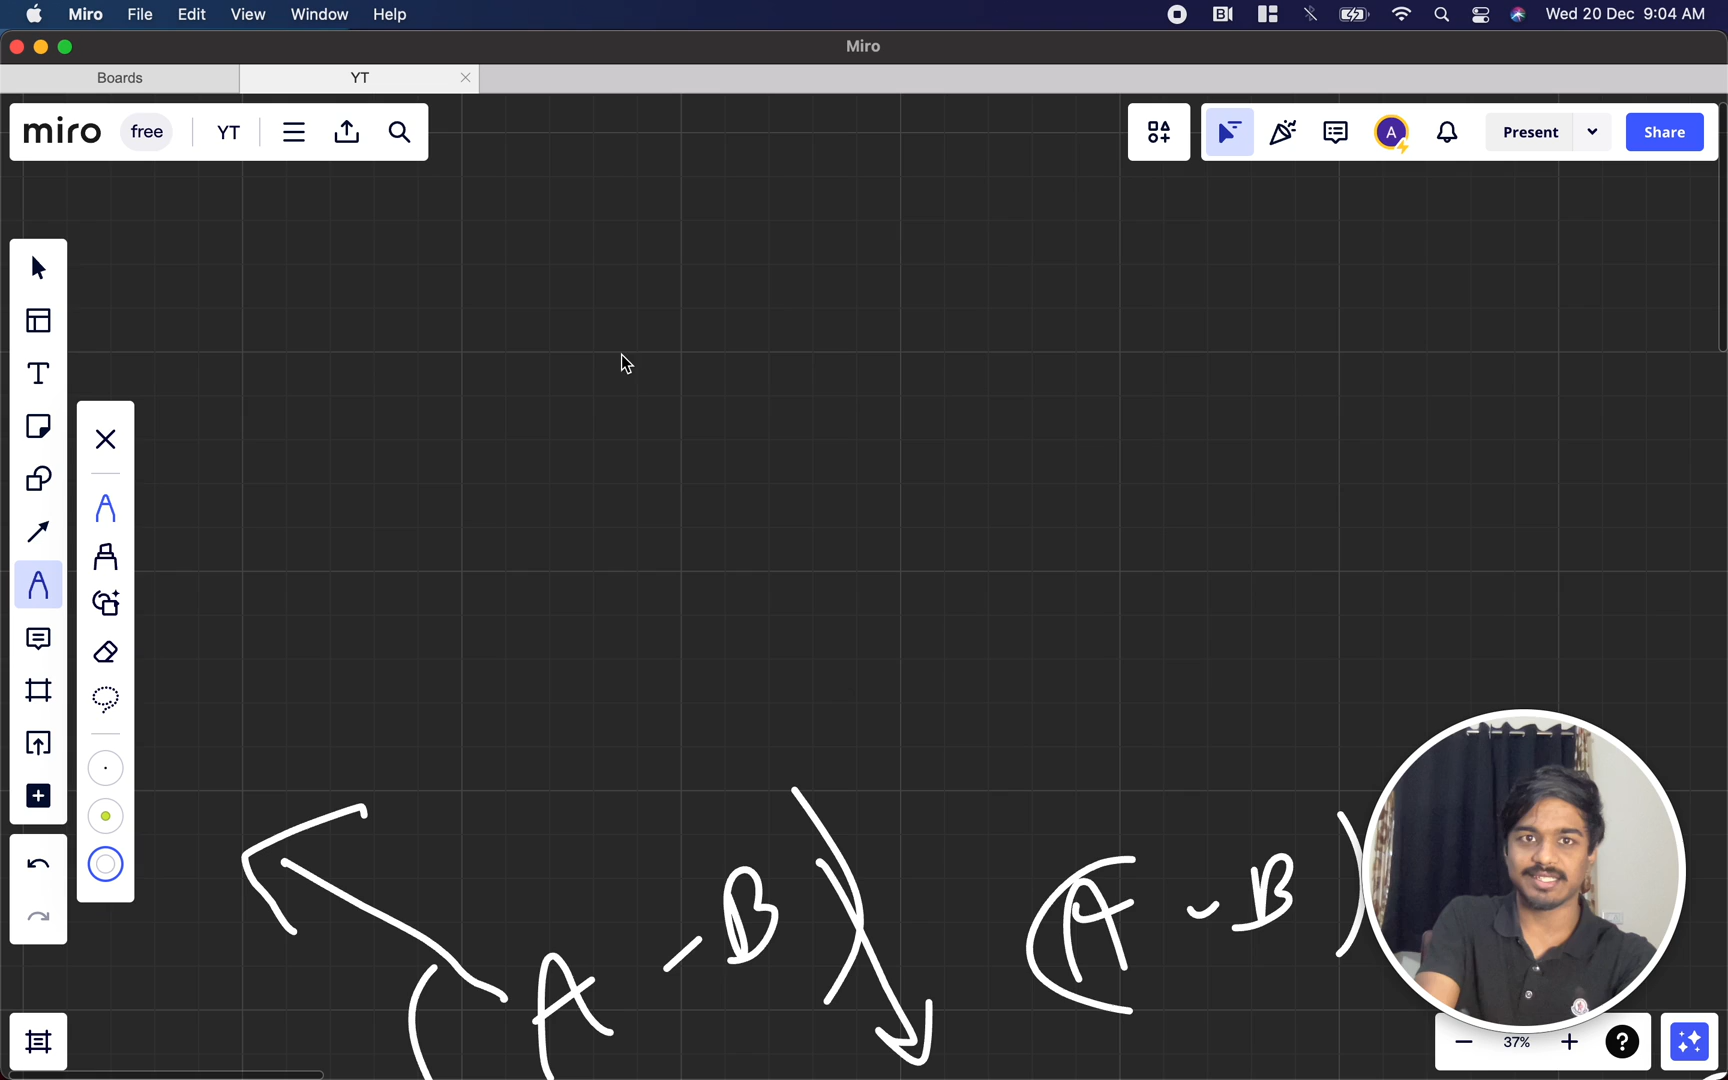 Miro File Edit View Window Help Wed 20 Dec 9:04 AM
Miro
Boards YT
miro free YT A Present Share
(A - B) (A - B)
37%